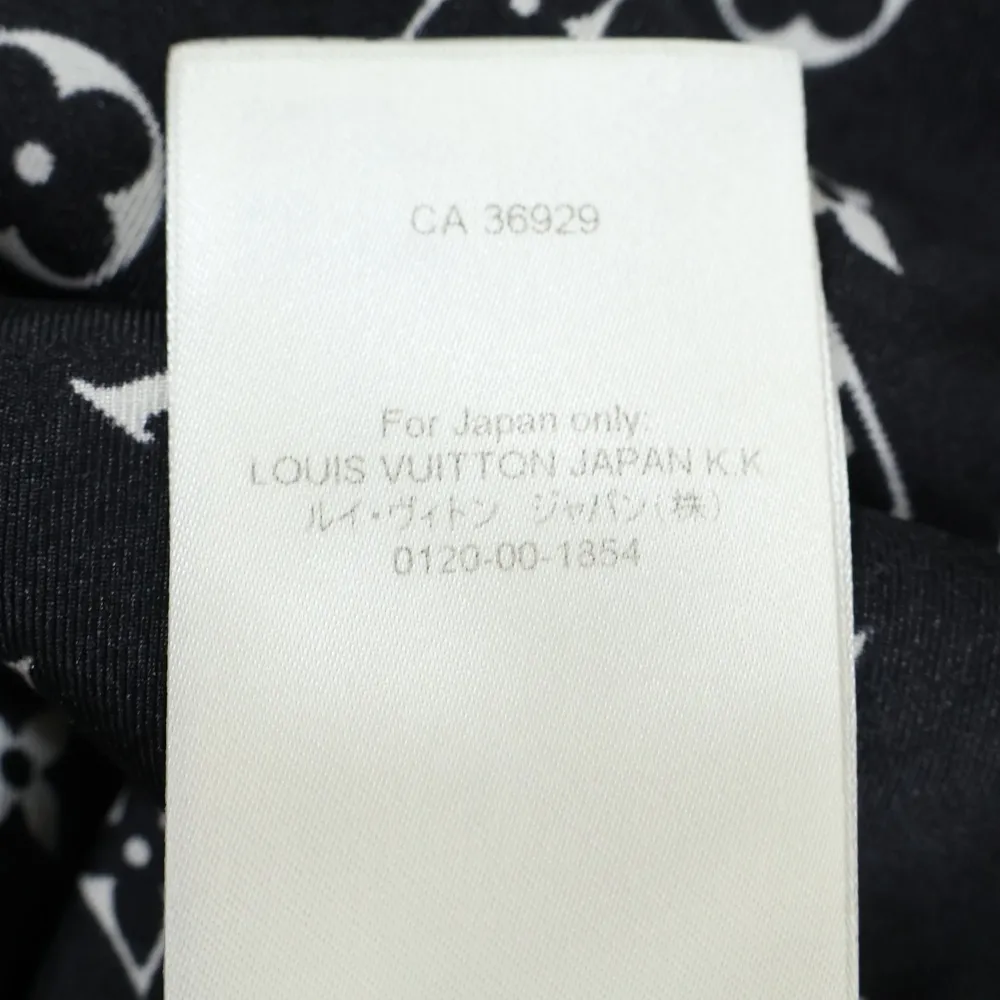 CA 36929
For Japan only:
LOUIS VUITTON JAPAN K.K
ルイ・ヴィトン ジャパン(株)
0120-00-1854